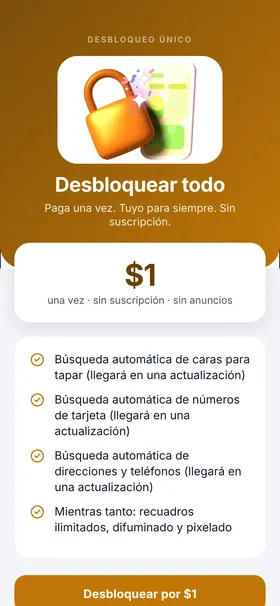 DESBLOQUEO ÚNICO
Desbloquear todo
Paga una vez. Tuyo para siempre. Sin
suscripción.
$1
una vez · sin suscripción · sin anuncios
Búsqueda automática de caras para
tapar (llegará en una actualización)
Búsqueda automática de números
de tarjeta (llegará en una
actualización)
Búsqueda automática de
direcciones y teléfonos (llegará en
una actualización)
Mientras tanto: recuadros
ilimitados, difuminado y pixelado
Desbloquear por $1